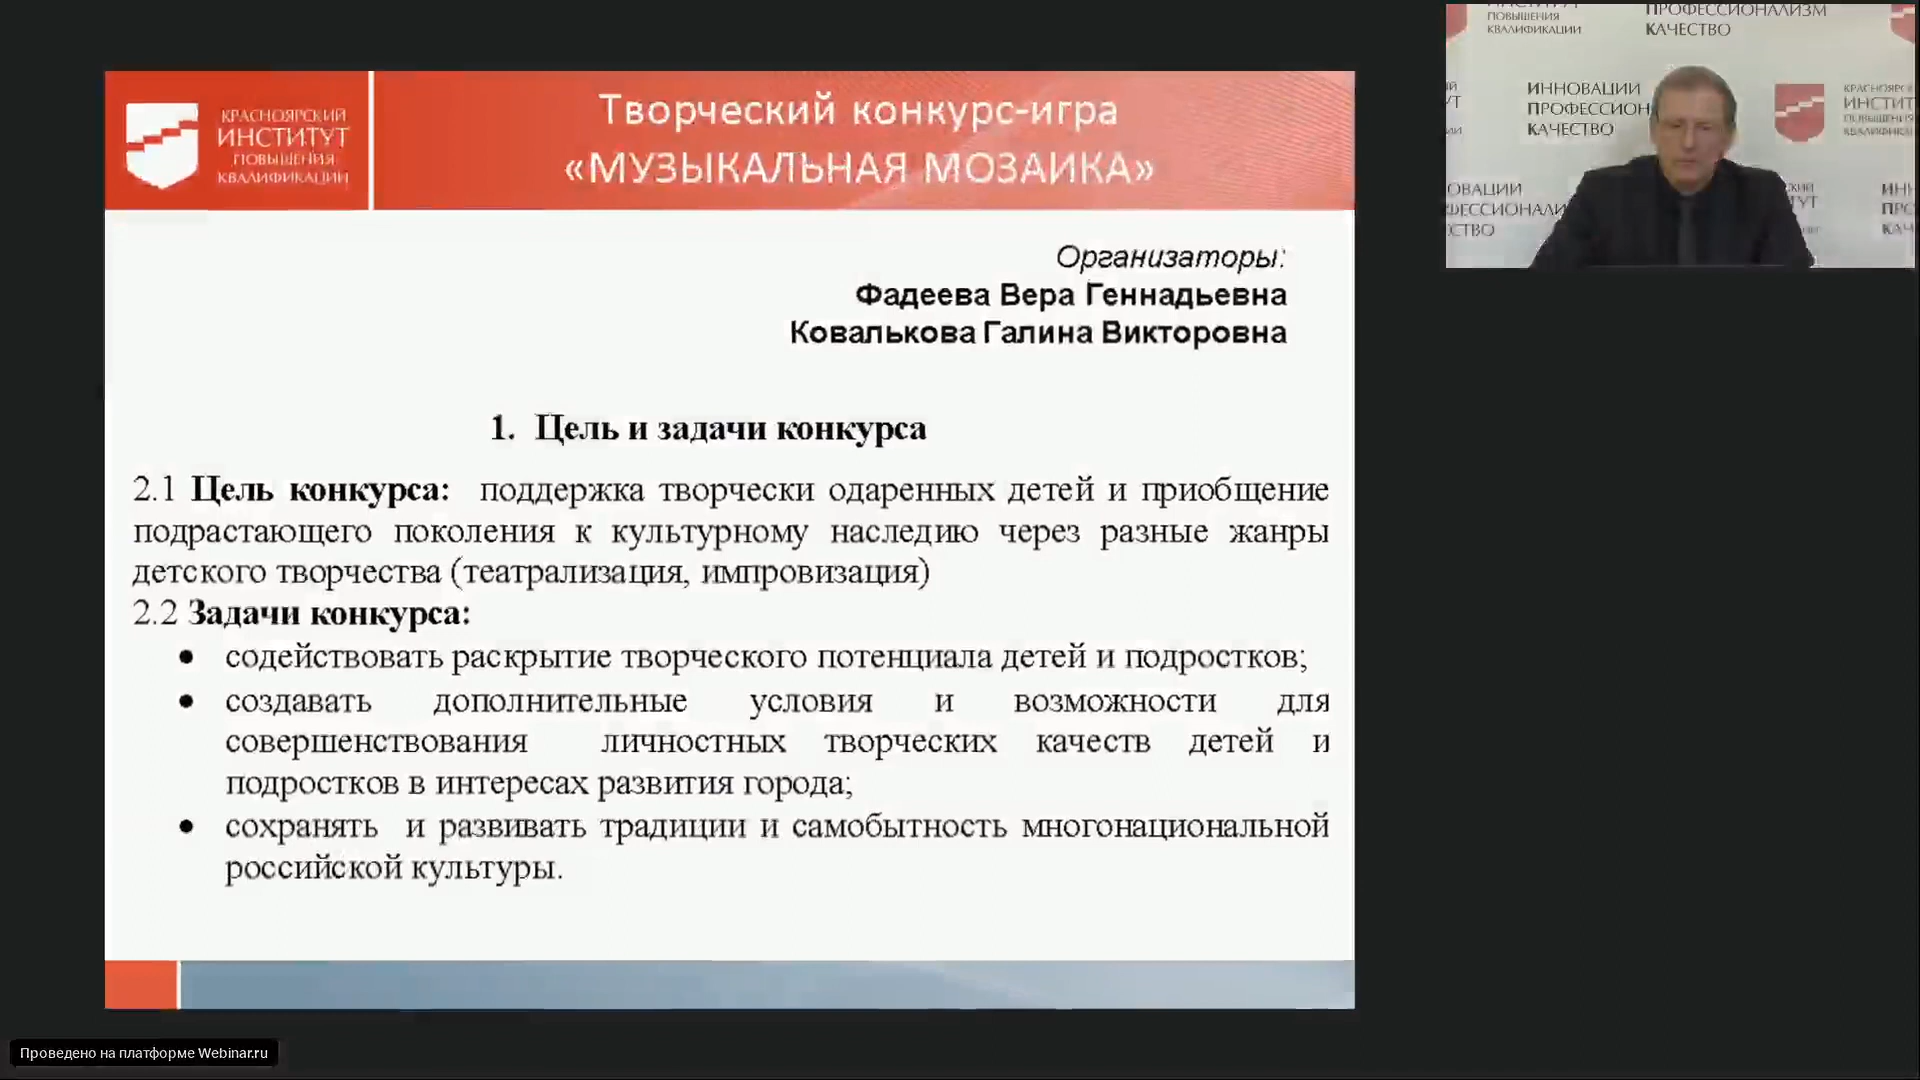 КРАСНОЯРСКИЙ
ИНСТИТУТ
ПОВЫШЕНИЯ
КВАЛИФИКАЦИИ
Творческий конкурс-игра
«МУЗЫКАЛЬНАЯ МОЗАИКА»
Организаторы:
Фадеева Вера Геннадьевна
Ковалькова Галина Викторовна
1. Цель и задачи конкурса
2.1 Цель конкурса: поддержка творчески одаренных детей и приобщение
подрастающего поколения к культурному наследию через разные жанры
детского творчества (театрализация, импровизация)
2.2 Задачи конкурса:
• содействовать раскрытие творческого потенциала детей и подростков;
• создавать дополнительные условия и возможности для
совершенствования личностных творческих качеств детей и
подростков в интересах развития города;
• сохранять и развивать традиции и самобытность многонациональной
российской культуры.
ПОВЫШЕНИЯ
КВАЛИФИКАЦИИ
ПРОФЕССИОНАЛИЗМ
КАЧЕСТВО
ИННОВАЦИИ
ПРОФЕССИОН
КАЧЕСТВО
Проведено на платформе Webinar.ru